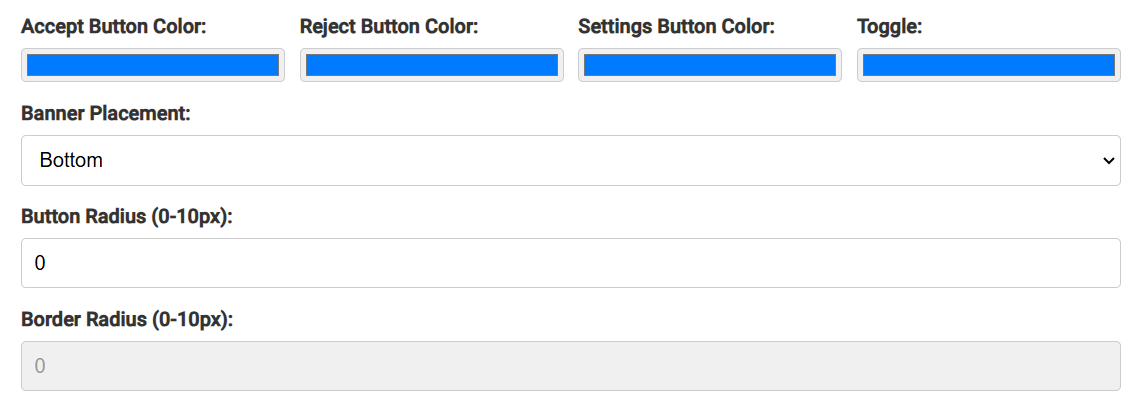 Accept Button Color: Reject Button Color: Settings Button Color: Toggle:
Banner Placement:
Bottom
Button Radius (0-10px):
0
Border Radius (0-10px):
0